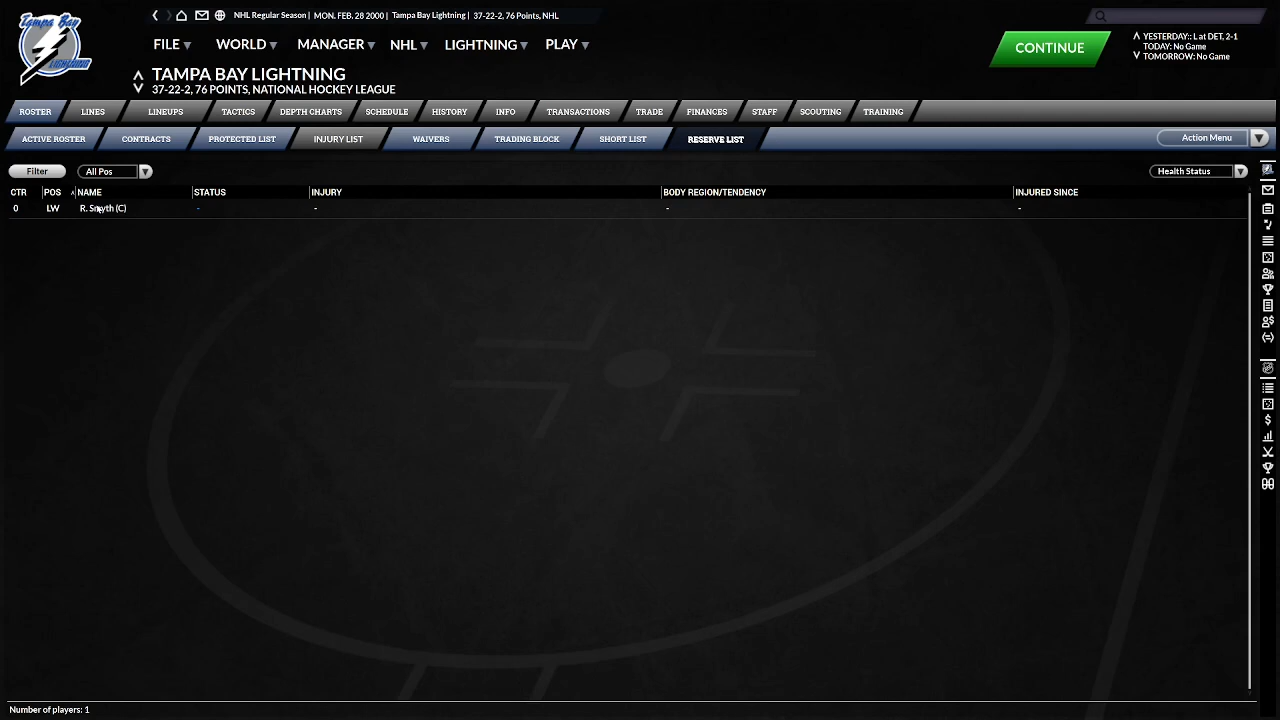 Tampa Bay
LIGHTNING
NHL Regular Season | MON. FEB. 28 2000 | Tampa Bay Lightning | 37-22-2, 76 Points, NHL
FILE WORLD MANAGER NHL LIGHTNING PLAY
CONTINUE
YESTERDAY:: L at DET, 2-1
TODAY: No Game
TOMORROW: No Game
TAMPA BAY LIGHTNING
37-22-2, 76 POINTS, NATIONAL HOCKEY LEAGUE
ROSTER LINES LINEUPS TACTICS DEPTH CHARTS SCHEDULE HISTORY INFO TRANSACTIONS TRADE FINANCES STAFF SCOUTING TRAINING
ACTIVE ROSTER CONTRACTS PROTECTED LIST INJURY LIST WAIVERS TRADING BLOCK SHORT LIST RESERVE LIST Action Menu
Filter All Pos Health Status
CTR POS NAME STATUS INJURY BODY REGION/TENDENCY INJURED SINCE
0 LW R. Smyth (C) - - - -
Number of players: 1